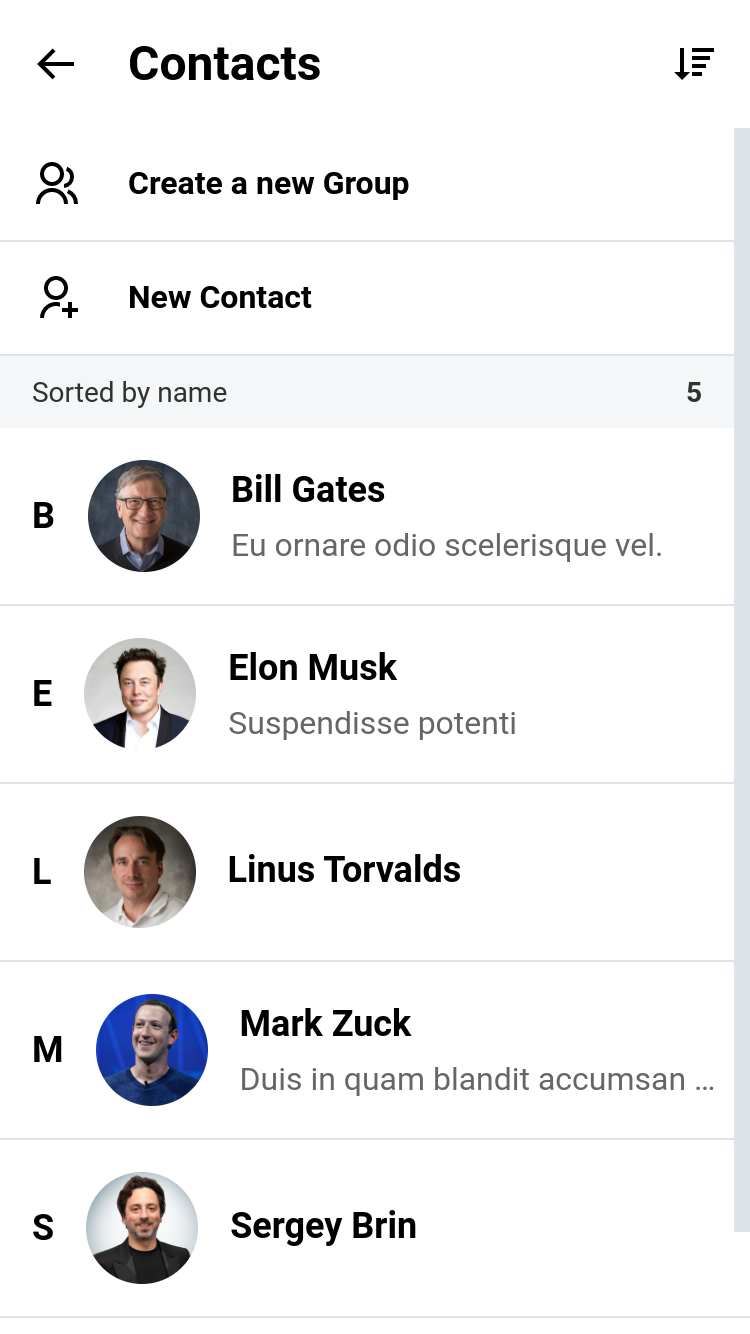 Contacts
Create a new Group
New Contact
Sorted by name 5
B
Bill Gates
Eu ornare odio scelerisque vel.
E
Elon Musk
Suspendisse potenti
L
Linus Torvalds
M
Mark Zuck
Duis in quam blandit accumsan ...
S
Sergey Brin